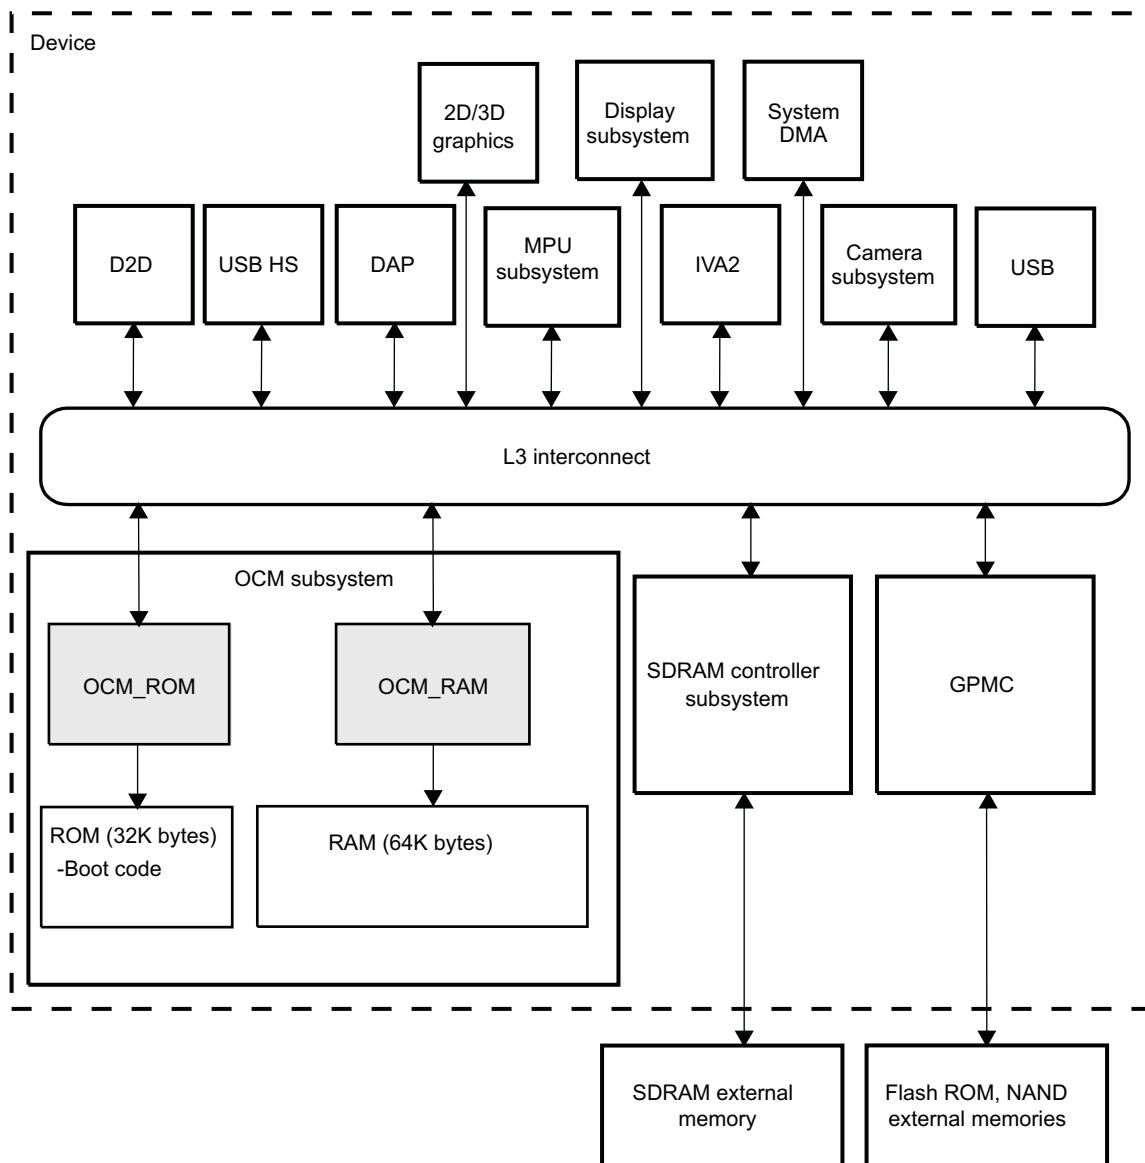 Device
2D/3D
graphics
Display
subsystem
System
DMA
D2D
USB HS
DAP
MPU
subsystem
IVA2
Camera
subsystem
USB
L3 interconnect
OCM subsystem
OCM_ROM
OCM_RAM
SDRAM controller
subsystem
GPMC
ROM (32K bytes)
-Boot code
RAM (64K bytes)
SDRAM external
memory
Flash ROM, NAND
external memories